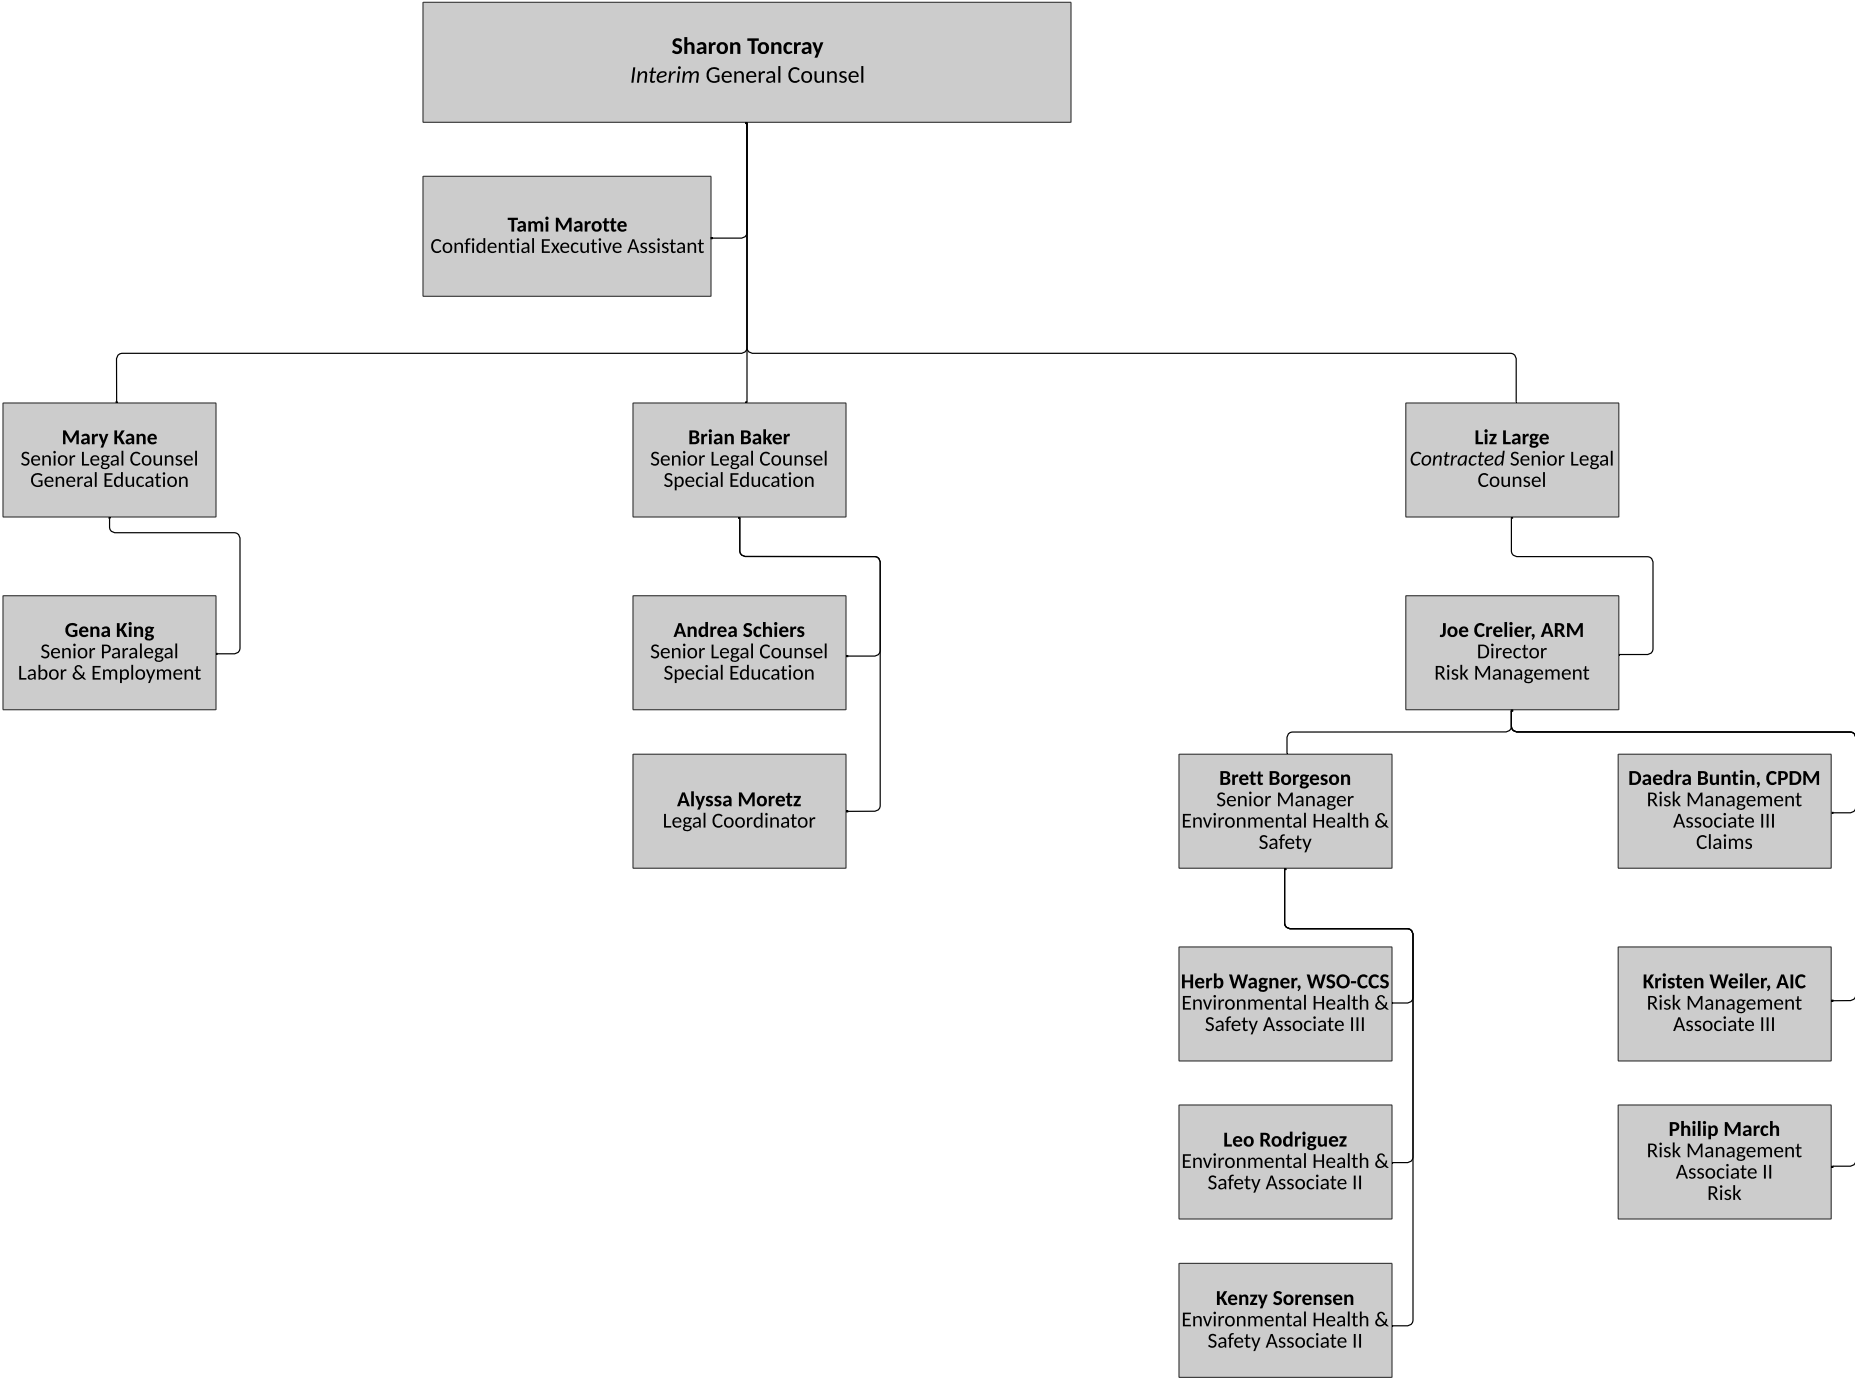 Sharon Toncray
Interim General Counsel
Tami Marotte
Confidential Executive Assistant
Mary Kane
Senior Legal Counsel
General Education
Brian Baker
Senior Legal Counsel
Special Education
Liz Large
Contracted Senior Legal
Counsel
Gena King
Senior Paralegal
Labor & Employment
Andrea Schiers
Senior Legal Counsel
Special Education
Joe Crelier, ARM
Director
Risk Management
Alyssa Moretz
Legal Coordinator
Brett Borgeson
Senior Manager
Environmental Health &
Safety
Daedra Buntin, CPDM
Risk Management
Associate III
Claims
Herb Wagner, WSO-CCS
Environmental Health &
Safety Associate III
Kristen Weiler, AIC
Risk Management
Associate III
Leo Rodriguez
Environmental Health &
Safety Associate II
Philip March
Risk Management
Associate II
Risk
Kenzy Sorensen
Environmental Health &
Safety Associate II